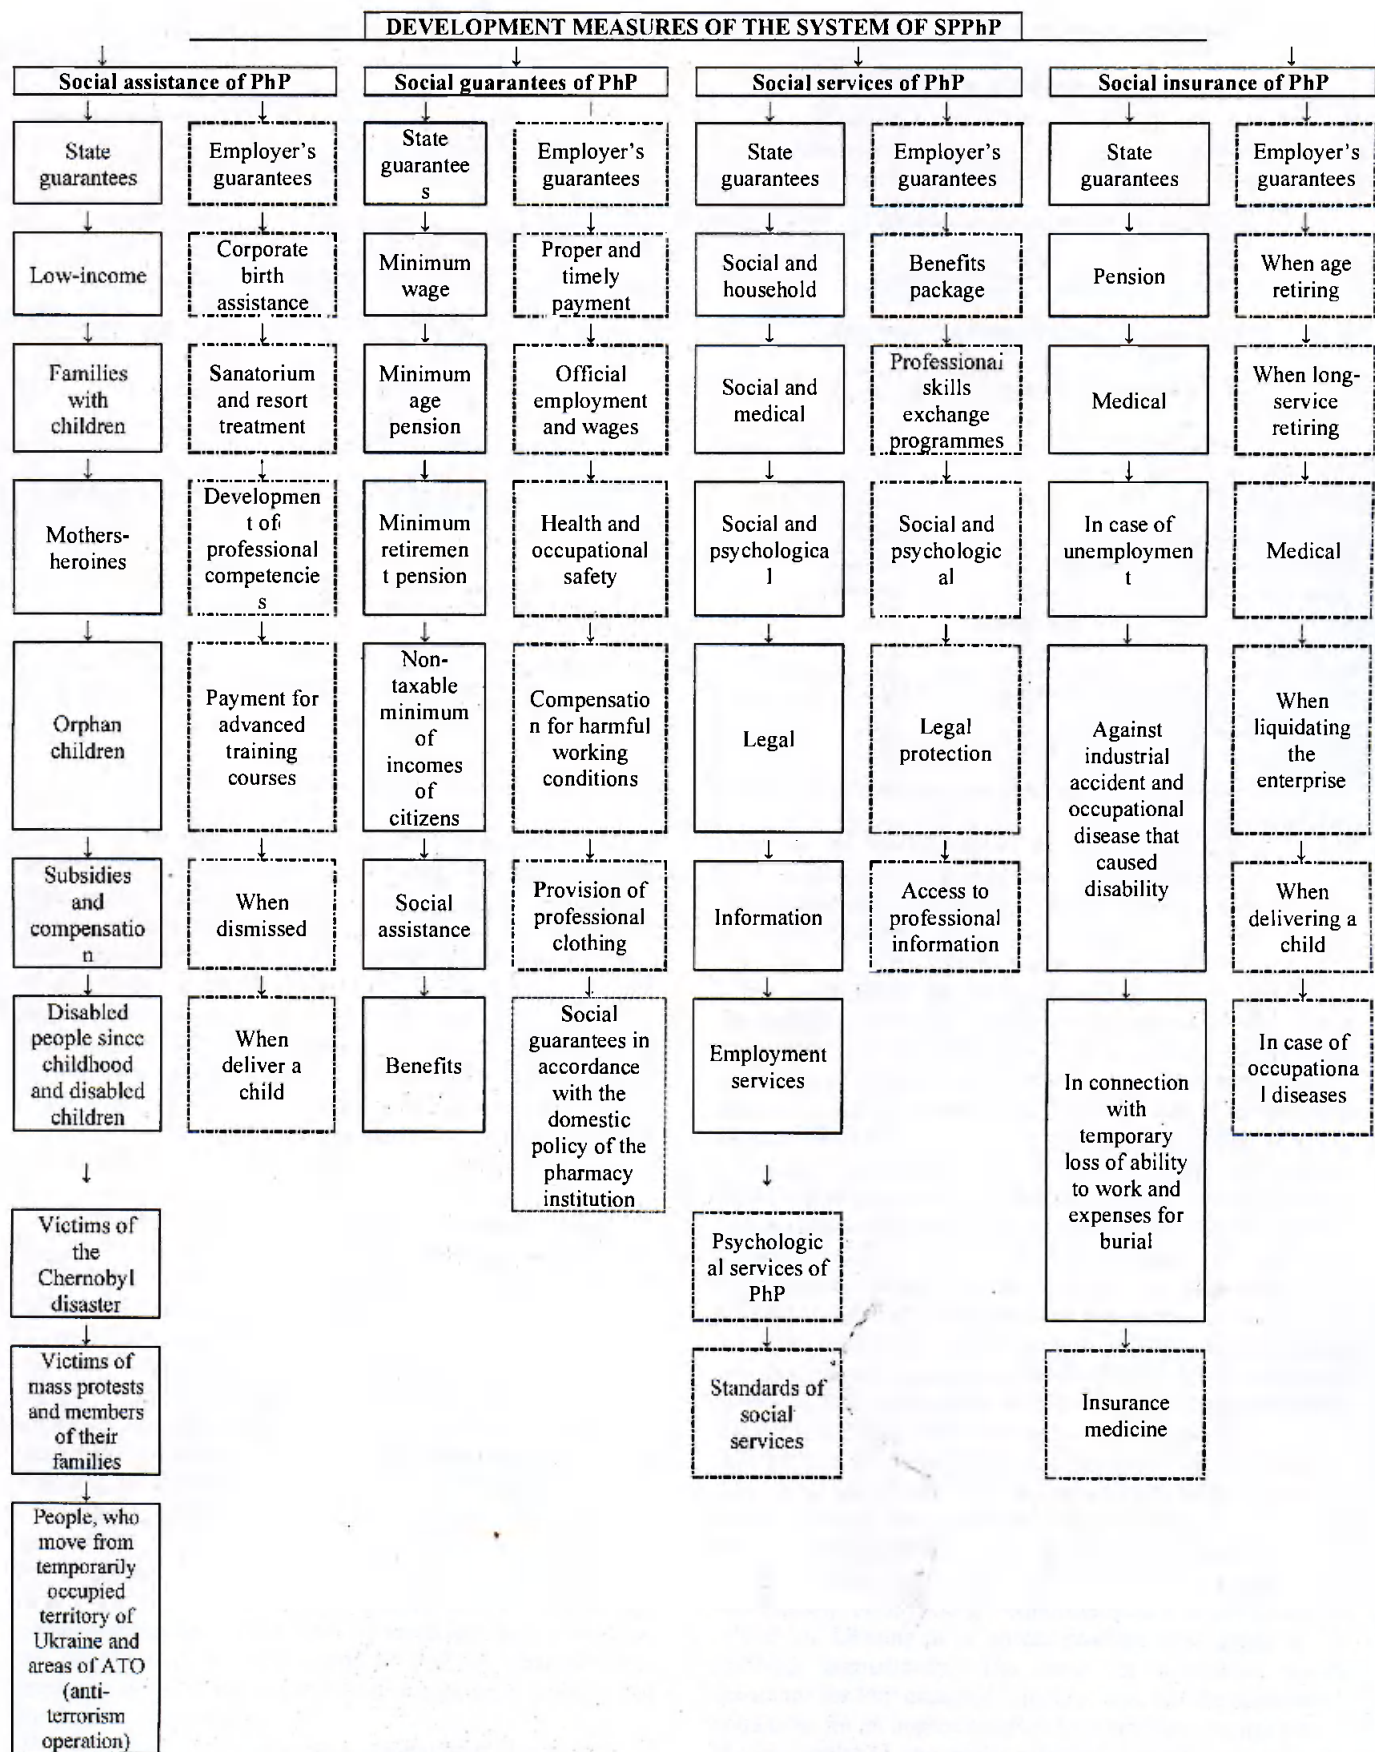 DEVELOPMENT MEASURES OF THE SYSTEM OF SPPhP
Social assistance of PhP
Social guarantees of PhP
Social services of PhP
Social insurance of PhP
State
guarantees
Low-income
Families
with
children
Mothers-
heroines
Orphan
children
Subsidies
and
compensatio
n
Disabled
people since
childhood
and disabled
children
Victims of
the
Chernobyl
disaster
Victims of
mass protests
and members
of their
families
People, who
move from
temporarily
occupied
territory of
Ukraine and
areas of ATO
(anti-
terrorism
operation)
Employer's
guarantees
Corporate
birth
assistance
Sanatorium
and resort
treatment
Developmen
t of
professional
competencie
s
Payment for
advanced
training
courses
When
dismissed
When
deliver a
child
State
guarantee
s
Minimum
wage
Minimum
age
pension
Minimum
retiremen
t pension
Non-
taxable
minimum
of
incomes
of
citizens
Social
assistance
Benefits
Employer's
guarantees
Proper and
timely
payment
Official
employment
and wages
Health and
occupational
safety
Compensatio
n for harmful
working
conditions
Provision of
professional
clothing
Social
guarantees in
accordance
with the
domestic
policy of the
pharmacy
institution
State
guarantees
Social and
household
Social and
medical
Social and
psychologica
l
Legal
Information
Employment
services
Psychologic
al services of
PhP
Standards of
social
services
Employer's
guarantees
Benefits
package
Professional
skills
exchange
programmes
Social and
psychologic
al
Legal
protection
Access to
professional
information
State
guarantees
Pension
Medical
In case of
unemploymen
t
Against
industrial
accident and
occupational
disease that
caused
disability
In connection
with
temporary
loss of ability
to work and
expenses for
burial
Insurance
medicine
Employer's
guarantees
When age
retiring
When long-
service
retiring
Medical
When
liquidating
the
enterprise
When
delivering a
child
In case of
occupationa
l diseases